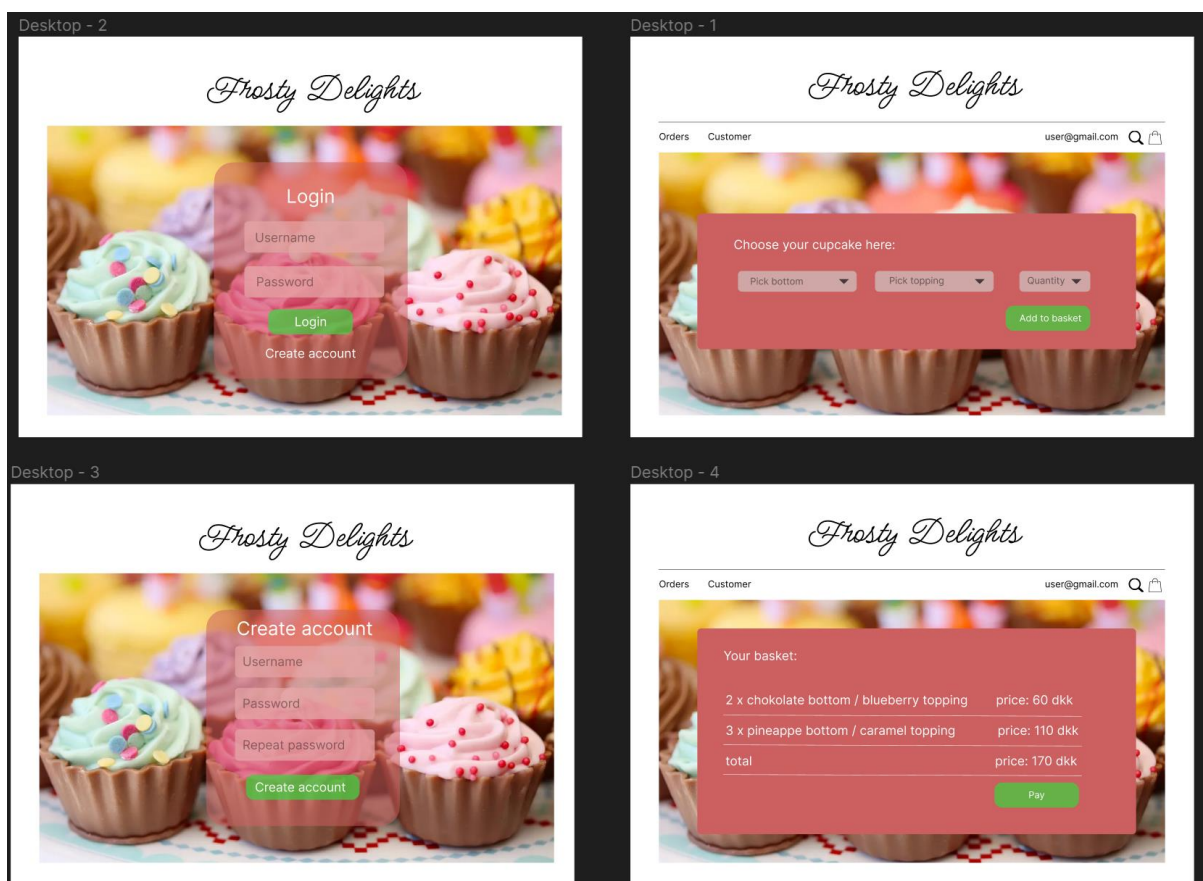 Desktop - 2
Frosty Delights
Login
Username
Password
Login
Create account
Desktop - 1
Frosty Delights
Orders Customer user@gmail.com
Choose your cupcake here:
Pick bottom Pick topping Quantity
Add to basket
Desktop - 3
Frosty Delights
Create account
Username
Password
Repeat password
Create account
Desktop - 4
Frosty Delights
Orders Customer user@gmail.com
Your basket:
2 x chokolate bottom / blueberry topping price: 60 dkk
3 x pineappe bottom / caramel topping price: 110 dkk
total price: 170 dkk
Pay